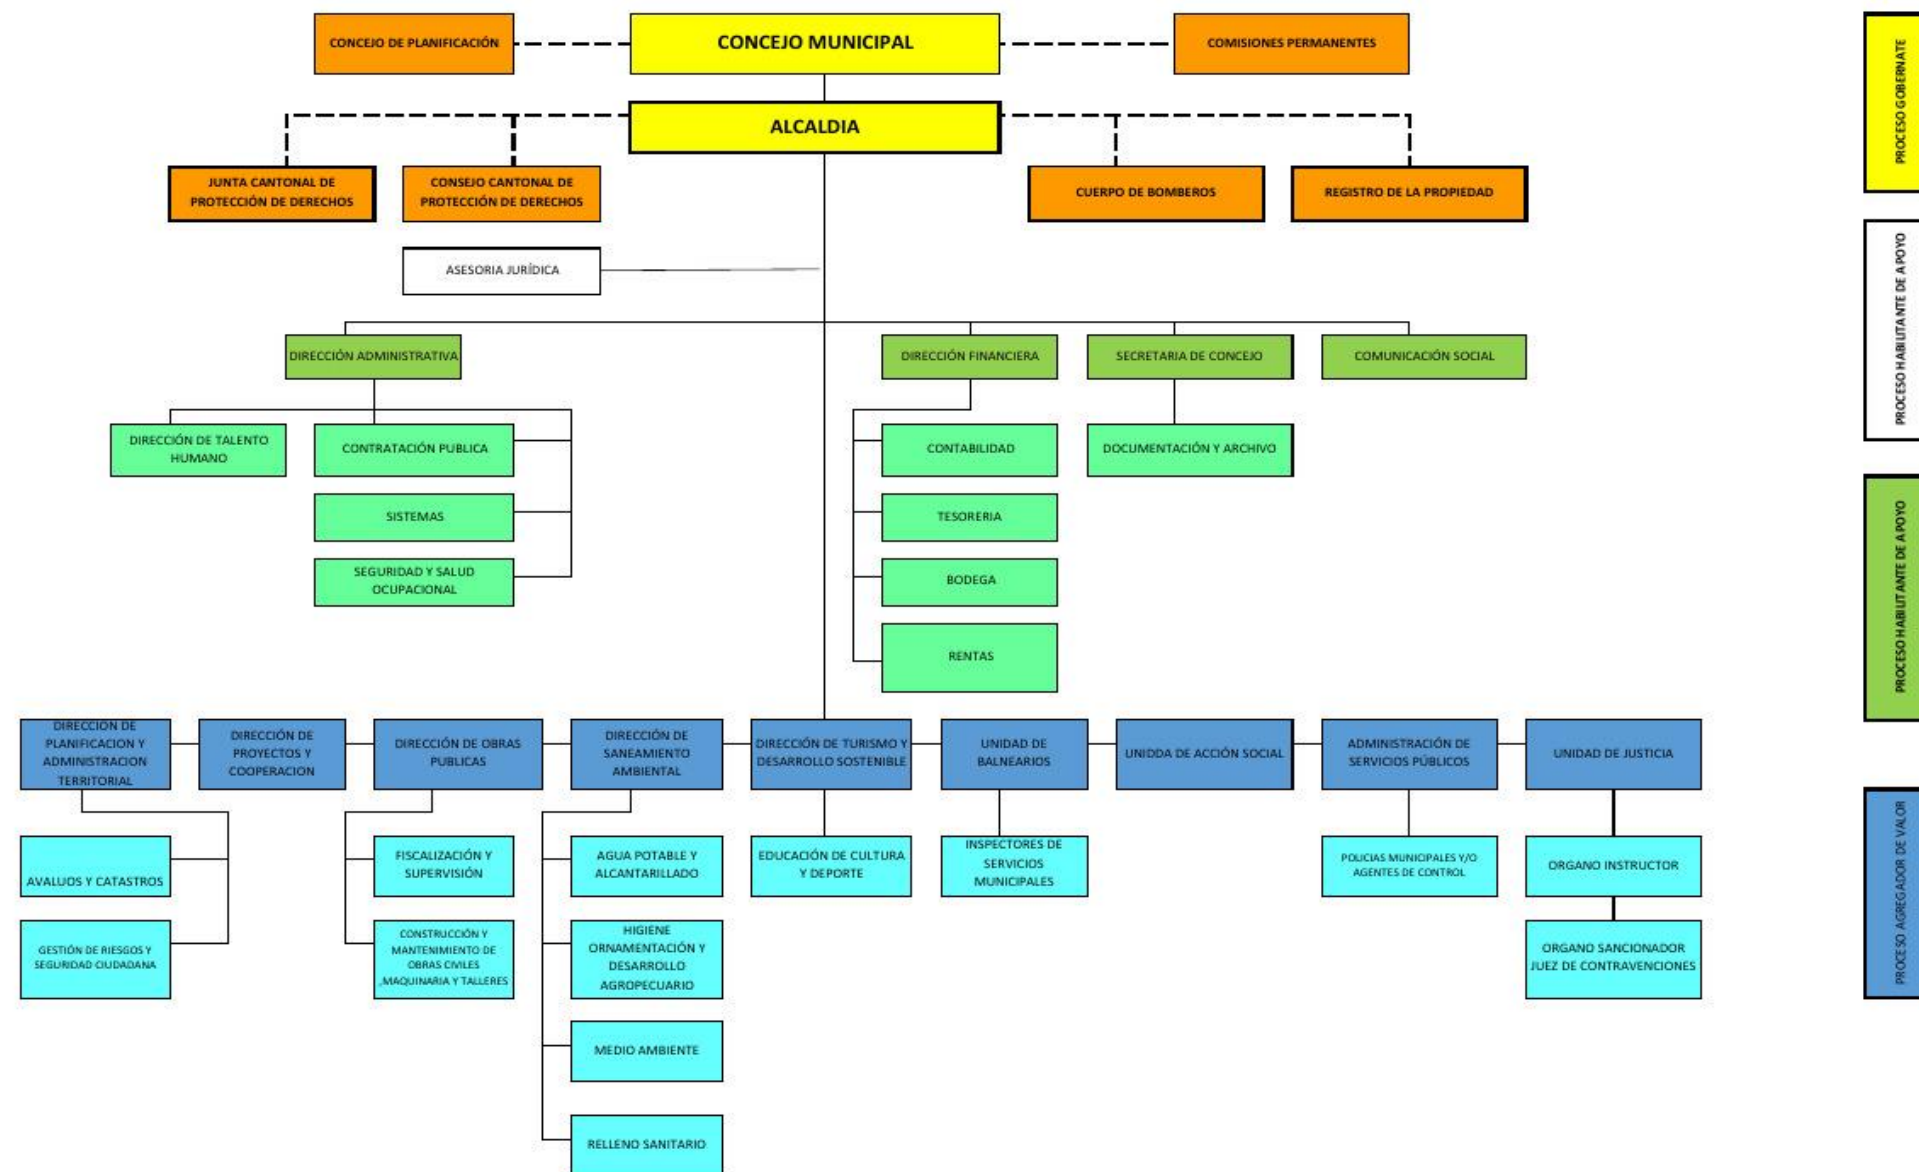 CONCEJO DE PLANIFICACIÓN
CONCEJO MUNICIPAL
COMISIONES PERMANENTES
ALCALDIA
JUNTA CANTONAL DE
PROTECCIÓN DE DERECHOS
CONSEJO CANTONAL DE
PROTECCIÓN DE DERECHOS
CUERPO DE BOMBEROS
REGISTRO DE LA PROPIEDAD
ASESORIA JURÍDICA
DIRECCIÓN ADMINISTRATIVA
DIRECCIÓN FINANCIERA
SECRETARIA DE CONCEJO
COMUNICACIÓN SOCIAL
DIRECCIÓN DE TALENTO
HUMANO
CONTRATACIÓN PUBLICA
SISTEMAS
SEGURIDAD Y SALUD
OCUPACIONAL
CONTABILIDAD
TESORERIA
BODEGA
RENTAS
DOCUMENTACIÓN Y ARCHIVO
DIRECCIÓN DE
PLANIFICACION Y
ADMINISTRACION
TERRITORIAL
DIRECCIÓN DE
PROYECTOS Y
COOPERACION
DIRECCIÓN DE OBRAS
PUBLICAS
DIRECCIÓN DE
SANEAMIENTO
AMBIENTAL
DIRECCIÓN DE TURISMO Y
DESARROLLO SOSTENIBLE
UNIDAD DE
BALNEARIOS
UNIDDA DE ACCIÓN SOCIAL
ADMINISTRACIÓN DE
SERVICIOS PÚBLICOS
UNIDAD DE JUSTICIA
AVALUOS Y CATASTROS
GESTIÓN DE RIESGOS Y
SEGURIDAD CIUDADANA
FISCALIZACIÓN Y
SUPERVISIÓN
CONSTRUCCIÓN Y
MANTENIMIENTO DE
OBRAS CIVILES
,MAQUINARIA Y TALLERES
AGUA POTABLE Y
ALCANTARILLADO
HIGIENE
ORNAMENTACIÓN Y
DESARROLLO
AGROPECUARIO
MEDIO AMBIENTE
RELLENO SANITARIO
EDUCACIÓN DE CULTURA
Y DEPORTE
INSPECTORES DE
SERVICIOS
MUNICIPALES
POLICIAS MUNICIPALES Y/O
AGENTES DE CONTROL
ORGANO INSTRUCTOR
ORGANO SANCIONADOR
JUEZ DE CONTRAVENCIONES
PROCESO GOBERNATE
PROCESO HABILITANTE DE APOYO
PROCESO HABILITANTE DE APOYO
PROCESO AGREGADOR DE VALOR